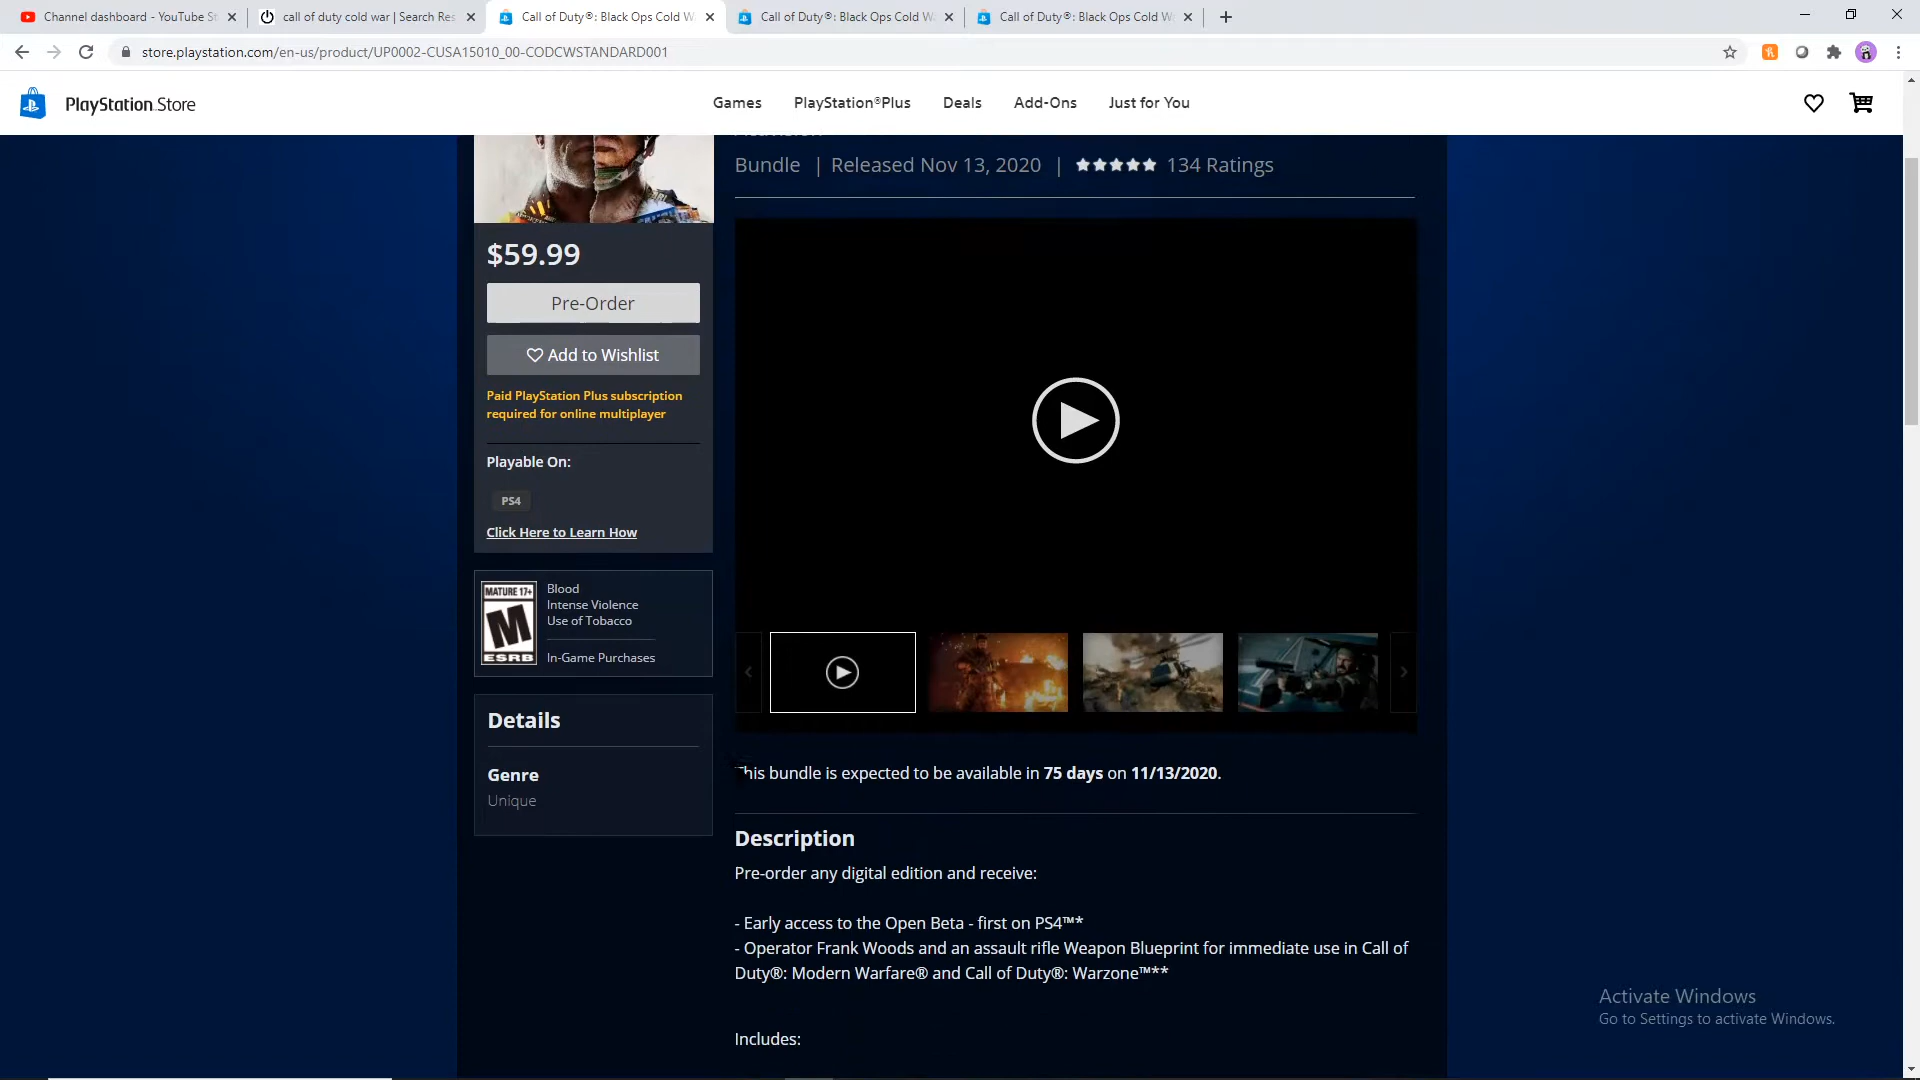 Channel dashboard - YouTube St
call of duty cold war | Search Res
Call of Duty®: Black Ops Cold W
Call of Duty®: Black Ops Cold W
Call of Duty®: Black Ops Cold W
store.playstation.com/en-us/product/UP0002-CUSA15010_00-CODCWSTANDARD001
PlayStation Store
Games
PlayStation®Plus
Deals
Add-Ons
Just for You
Bundle | Released Nov 13, 2020 | 134 Ratings
$59.99
Pre-Order
Add to Wishlist
Paid PlayStation Plus subscription
required for online multiplayer
Playable On:
PS4
Click Here to Learn How
MATURE 17+
M
ESRB
Blood
Intense Violence
Use of Tobacco
In-Game Purchases
Details
Genre
Unique
This bundle is expected to be available in 75 days on 11/13/2020.
Description
Pre-order any digital edition and receive:
- Early access to the Open Beta - first on PS4™*
- Operator Frank Woods and an assault rifle Weapon Blueprint for immediate use in Call of
Duty®: Modern Warfare® and Call of Duty®: Warzone™**
Includes:
Activate Windows
Go to Settings to activate Windows.